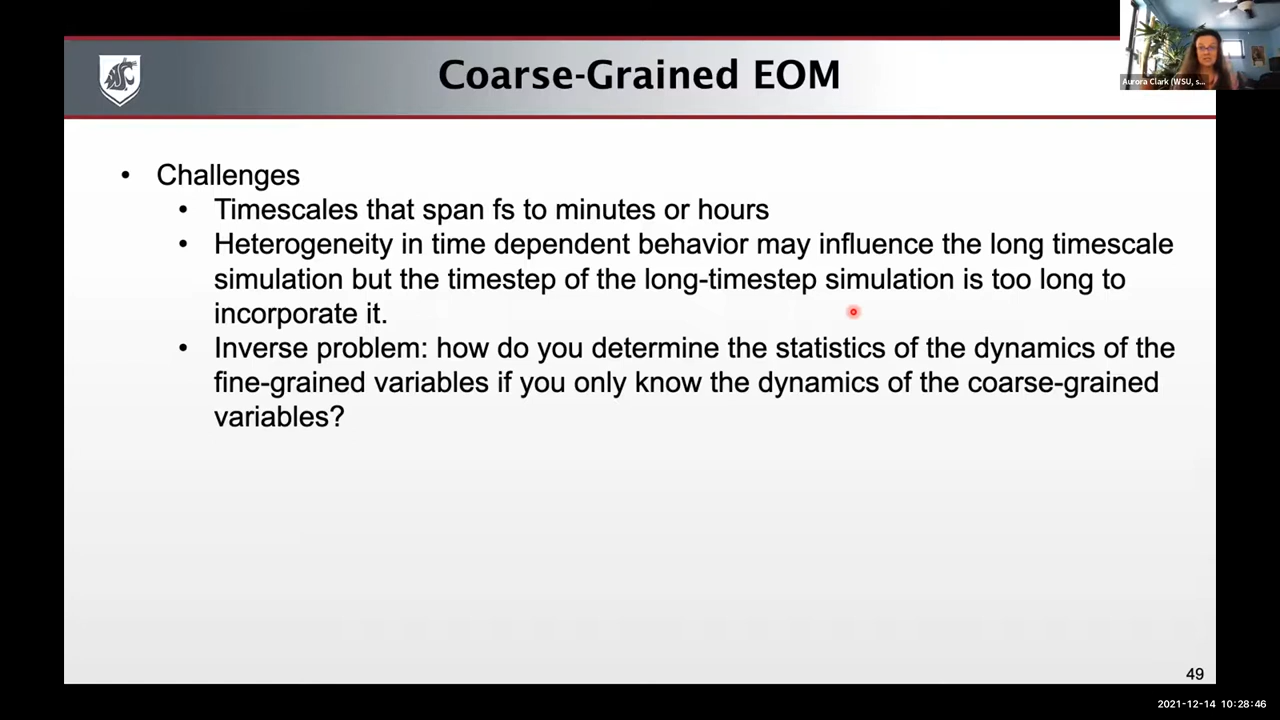 Coarse-Grained EOM
Aurora Clark (WSU, s...
• Challenges
• Timescales that span fs to minutes or hours
• Heterogeneity in time dependent behavior may influence the long timescale
simulation but the timestep of the long-timestep simulation is too long to
incorporate it.
• Inverse problem: how do you determine the statistics of the dynamics of the
fine-grained variables if you only know the dynamics of the coarse-grained
variables?
49
2021-12-14 10:28:46